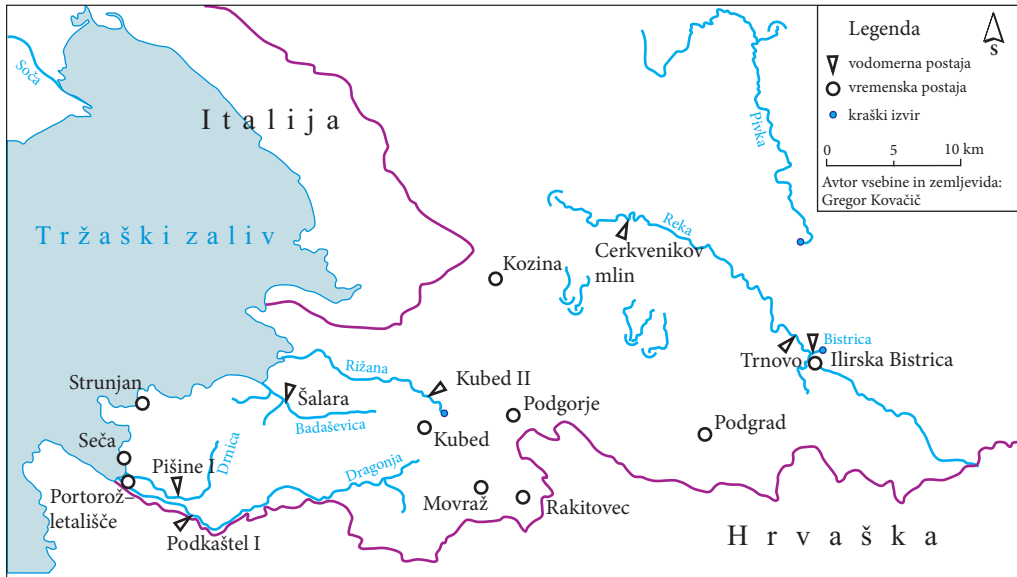 Legenda
S
vodomerna postaja
vremenska postaja
kraški izvir
0 5 10 km
Avtor vsebine in zemljevida:
Gregor Kovačič
Soča
Italija
Pivka
Tržaški zaliv
Reka
Cerkvenikov
mlin
Kozina
Bistrica
Trnovo
Ilirska Bistrica
Rižana
Kubed II
Strunjan
Šalara
Podgorje
Badaševica
Kubed
Podgrad
Seča
Drnica
Pišine I
Dragonja
Portorož–
letališče
Movraž
Rakitovec
Podkaštel I
Hrvaška